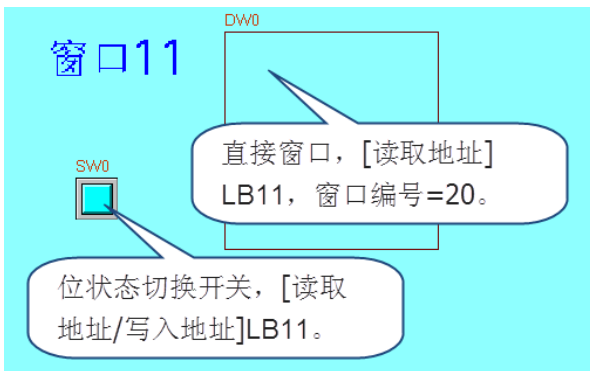 DW0
窗口11
直接窗口，[读取地址]
LB11，窗口编号=20。
SW0
位状态切换开关，[读取
地址/写入地址]LB11。